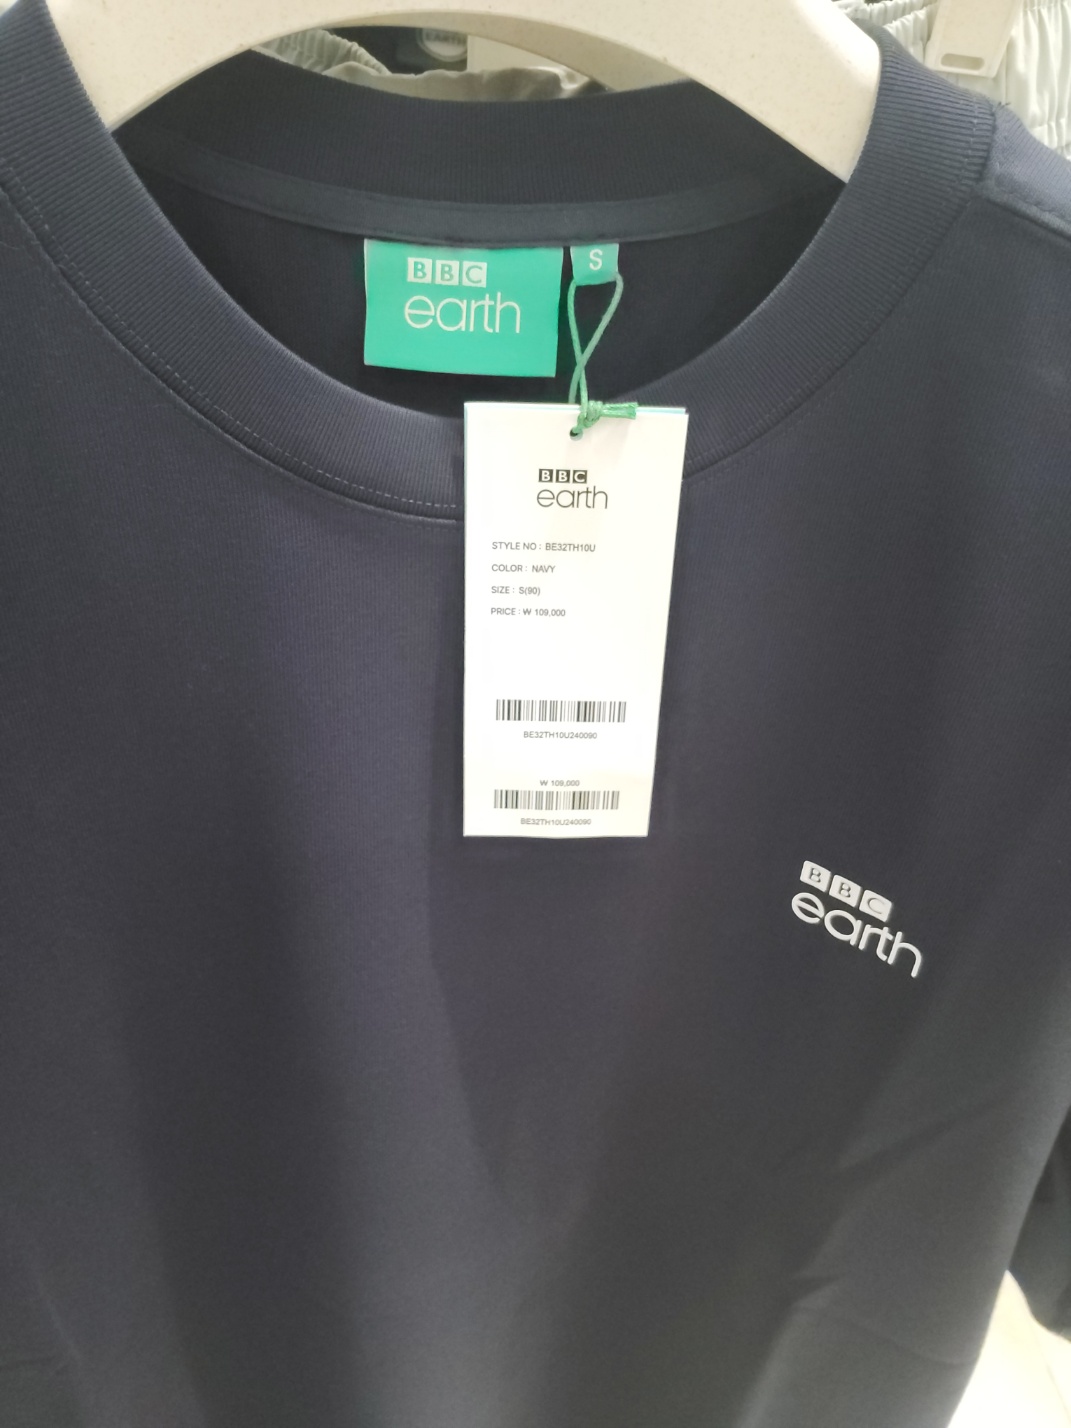 EARTH
BBC
earth
S
BBC
earth
STYLE NO : BE32TH10U
COLOR : NAVY
SIZE : S(90)
PRICE : ₩ 109,000
BE32TH10U240090
₩ 109,000
BE32TH10U240090
BBC
earth